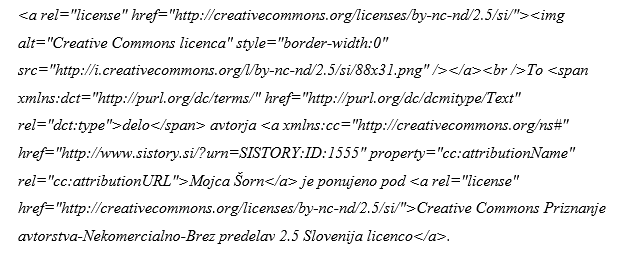 <a rel="license" href="http://creativecommons.org/licenses/by-nc-nd/2.5/si/"><img
alt="Creative Commons licenca" style="border-width:0"
src="http://i.creativecommons.org/l/by-nc-nd/2.5/si/88x31.png" /></a><br />To <span
xmlns:dct="http://purl.org/dc/terms/" href="http://purl.org/dc/dcmitype/Text"
rel="dct:type">delo</span> avtorja <a xmlns:cc="http://creativecommons.org/ns#"
href="http://www.sistory.si/?urn=SISTORY:ID:1555" property="cc:attributionName"
rel="cc:attributionURL">Mojca Šorn</a> je ponujeno pod <a rel="license"
href="http://creativecommons.org/licenses/by-nc-nd/2.5/si/">Creative Commons Priznanje
avtorstva-Nekomercialno-Brez predelav 2.5 Slovenija licenco</a>.